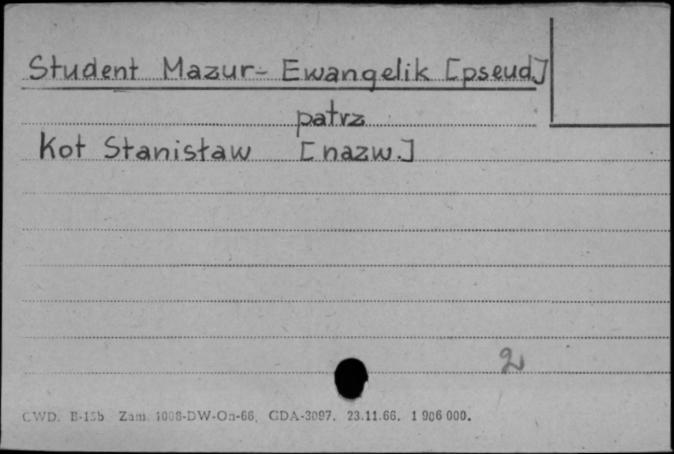 Student Mazur- Ewangelik [pseud]
patrz
Kot Stanisław [nazw.]
2
CWD. B-15b Zam. 1008-DW-On-66, GDA-3097. 23.11.66. 1 906 000.